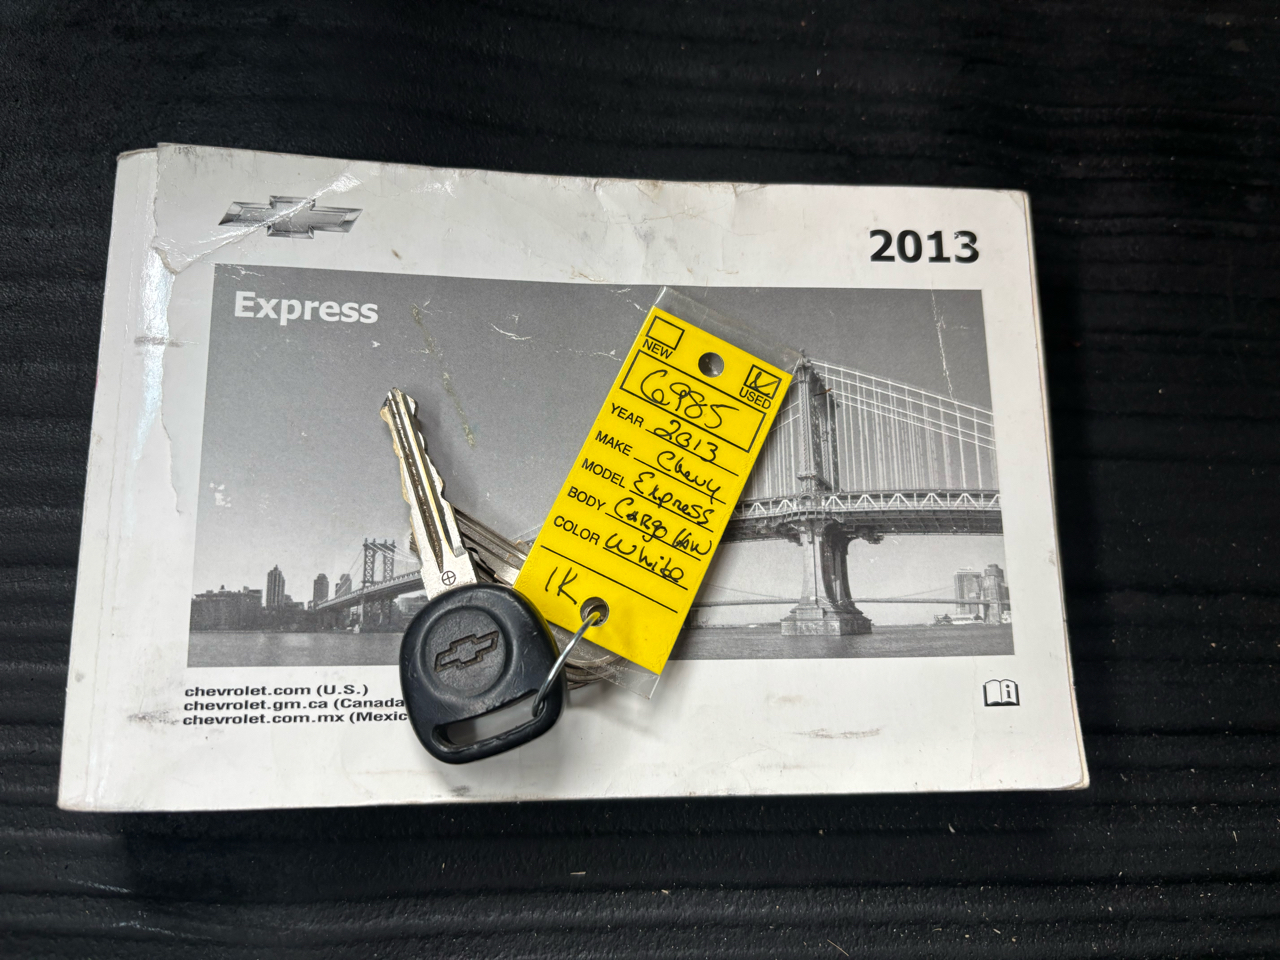 2013
Express
NEW
USED
6985
YEAR 2013
MAKE Chevy
MODEL Express
BODY Cargo Van
COLOR White
1K
chevrolet.com (U.S.)
chevrolet.gm.ca (Canada
chevrolet.com.mx (Mexic